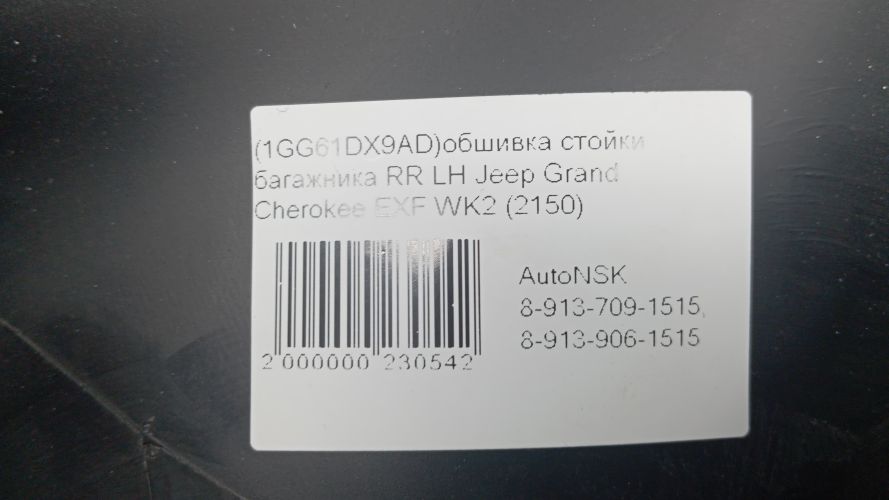 (1GG61DX9AD)обшивка стойки
багажника RR LH Jeep Grand
Cherokee EXF WK2 (2150)
AutoNSK
8-913-709-1515,
8-913-906-1515
2 000000 230542